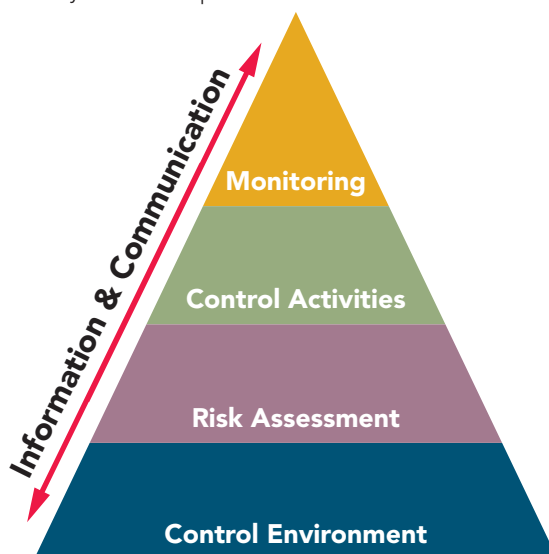 Information & Communication
Monitoring
Control Activities
Risk Assessment
Control Environment